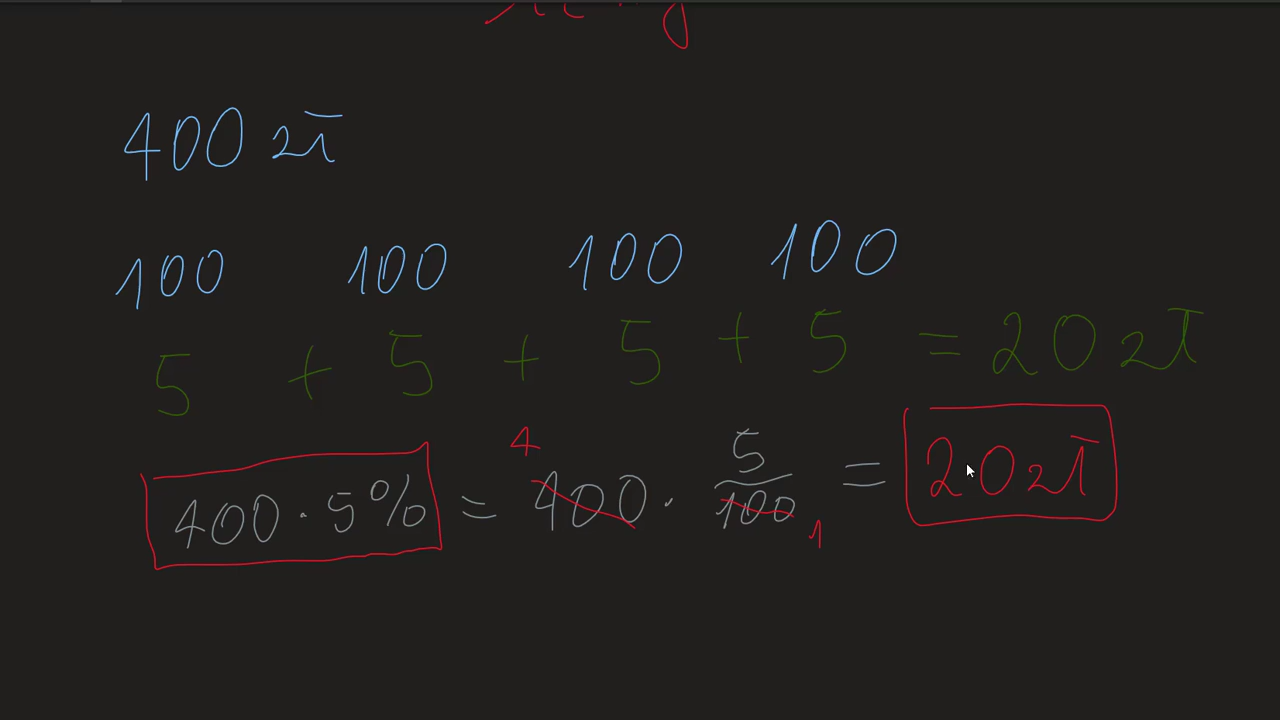 400 zł
100 100 100 100
5 + 5 + 5 + 5 = 20 zł
4
400 · 5% = 400 · 5/100 = 20 zł
1